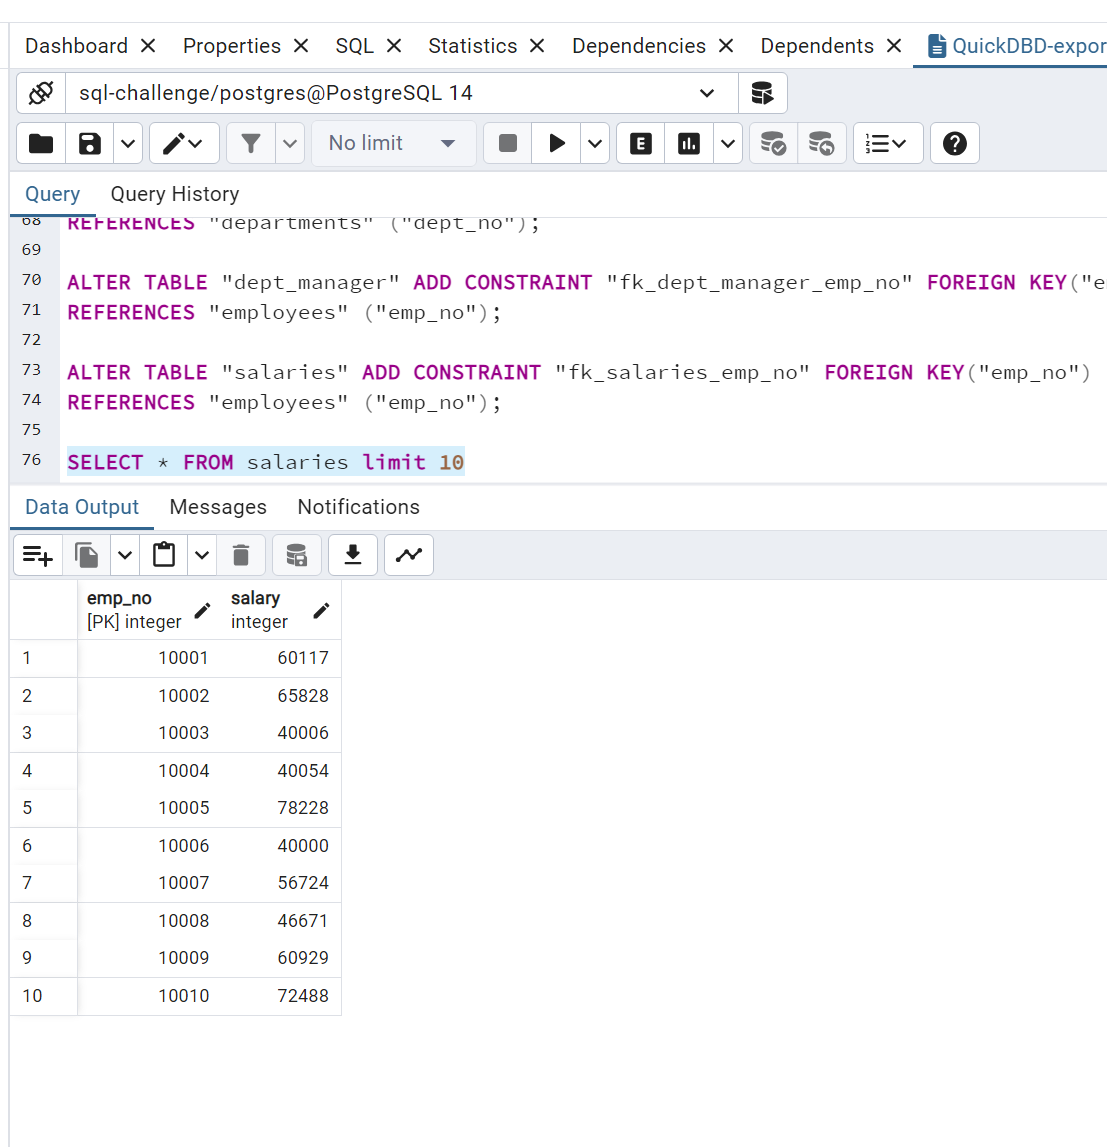 Dashboard Properties SQL Statistics Dependencies Dependents QuickDBD-expor
sql-challenge/postgres@PostgreSQL 14
No limit E
Query Query History
68 REFERENCES "departments" ("dept_no");
69
70 ALTER TABLE "dept_manager" ADD CONSTRAINT "fk_dept_manager_emp_no" FOREIGN KEY("e
71 REFERENCES "employees" ("emp_no");
72
73 ALTER TABLE "salaries" ADD CONSTRAINT "fk_salaries_emp_no" FOREIGN KEY("emp_no")
74 REFERENCES "employees" ("emp_no");
75
76 SELECT * FROM salaries limit 10
Data Output Messages Notifications
emp_no salary
[PK] integer integer
1 10001 60117
2 10002 65828
3 10003 40006
4 10004 40054
5 10005 78228
6 10006 40000
7 10007 56724
8 10008 46671
9 10009 60929
10 10010 72488